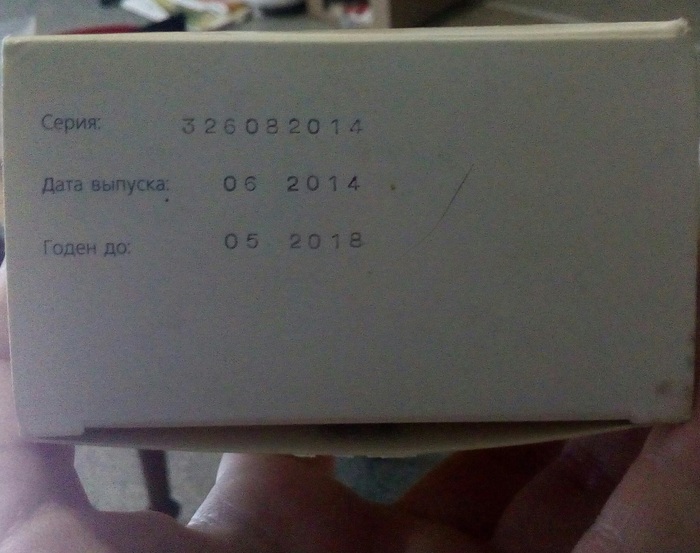 Серия: 326082014
Дата выпуска: 06 2014
Годен до: 05 2018